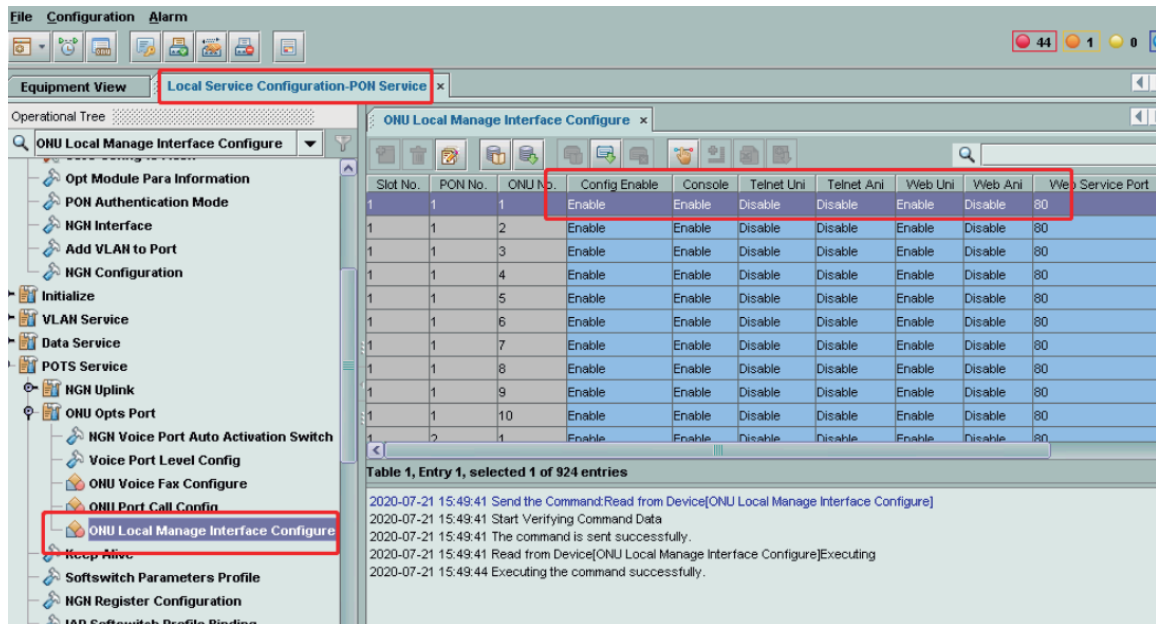 File Configuration Alarm
44 1 0
Equipment View Local Service Configuration-PON Service ×
Operational Tree
ONU Local Manage Interface Configure
Opt Module Para Information
PON Authentication Mode
NGN Interface
Add VLAN to Port
NGN Configuration
Initialize
VLAN Service
Data Service
POTS Service
NGN Uplink
ONU Opts Port
NGN Voice Port Auto Activation Switch
Voice Port Level Config
ONU Voice Fax Configure
ONU Port Call Config
ONU Local Manage Interface Configure
Keep Alive
Softswitch Parameters Profile
NGN Register Configuration
IAD Softswitch Profile Binding
ONU Local Manage Interface Configure ×
Slot No. PON No. ONU No. Config Enable Console Telnet Uni Telnet Ani Web Uni Web Ani Web Service Port
1 1 1 Enable Enable Disable Disable Enable Disable 80
1 1 2 Enable Enable Disable Disable Enable Disable 80
1 1 3 Enable Enable Disable Disable Enable Disable 80
1 1 4 Enable Enable Disable Disable Enable Disable 80
1 1 5 Enable Enable Disable Disable Enable Disable 80
1 1 6 Enable Enable Disable Disable Enable Disable 80
1 1 7 Enable Enable Disable Disable Enable Disable 80
1 1 8 Enable Enable Disable Disable Enable Disable 80
1 1 9 Enable Enable Disable Disable Enable Disable 80
1 1 10 Enable Enable Disable Disable Enable Disable 80
1 2 1 Enable Enable Disable Disable Enable Disable 80
Table 1, Entry 1, selected 1 of 924 entries
2020-07-21 15:49:41 Send the Command:Read from Device[ONU Local Manage Interface Configure]
2020-07-21 15:49:41 Start Verifying Command Data
2020-07-21 15:49:41 The command is sent successfully.
2020-07-21 15:49:41 Read from Device[ONU Local Manage Interface Configure]Executing
2020-07-21 15:49:44 Executing the command successfully.